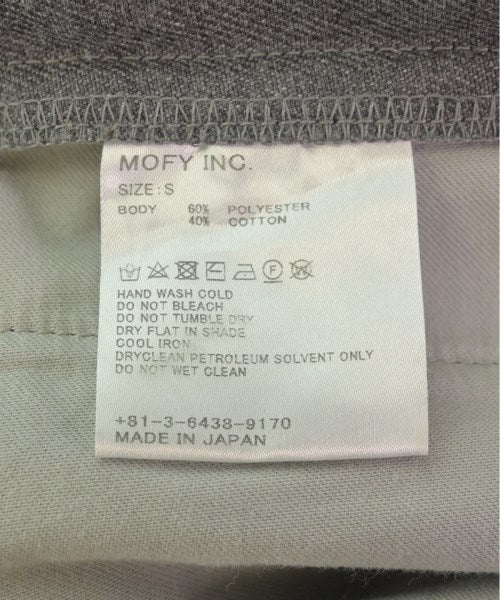 MOFY INC.
SIZE: S
BODY 60% POLYESTER
40% COTTON
HAND WASH COLD
DO NOT BLEACH
DO NOT TUMBLE DRY
DRY FLAT IN SHADE
COOL IRON
DRYCLEAN PETROLEUM SOLVENT ONLY
DO NOT WET CLEAN
+81-3-6438-9170
MADE IN JAPAN